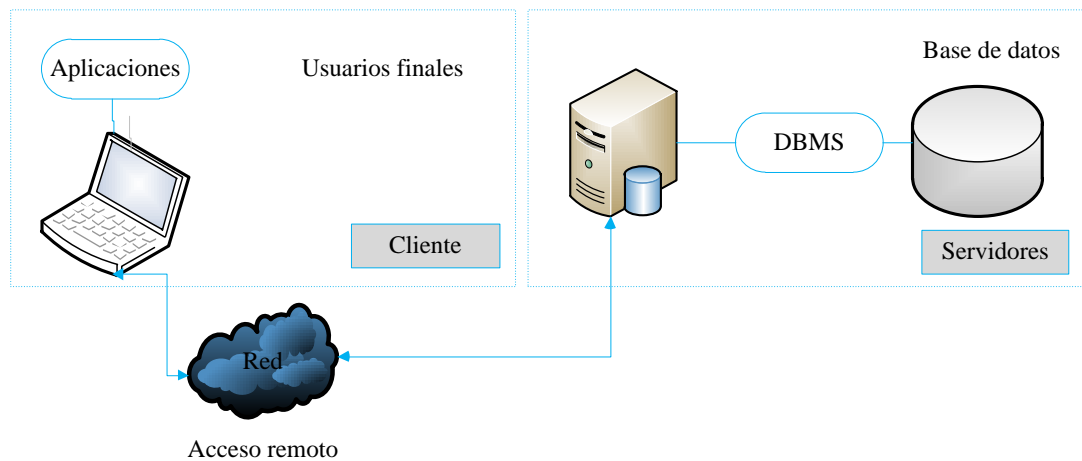 Aplicaciones
Usuarios finales
Cliente
Base de datos
DBMS
Servidores
Red
Acceso remoto